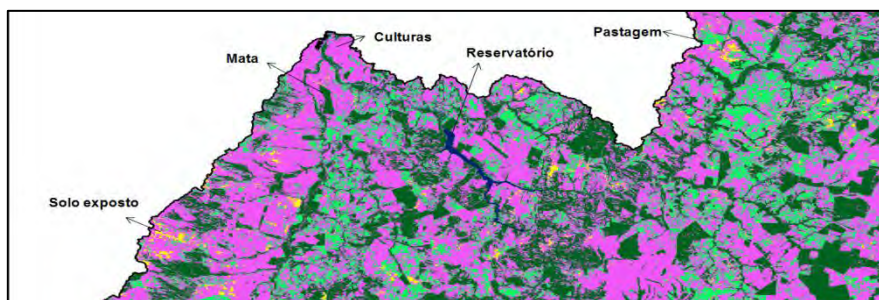 Culturas
Pastagem
Mata
Reservatório
Solo exposto